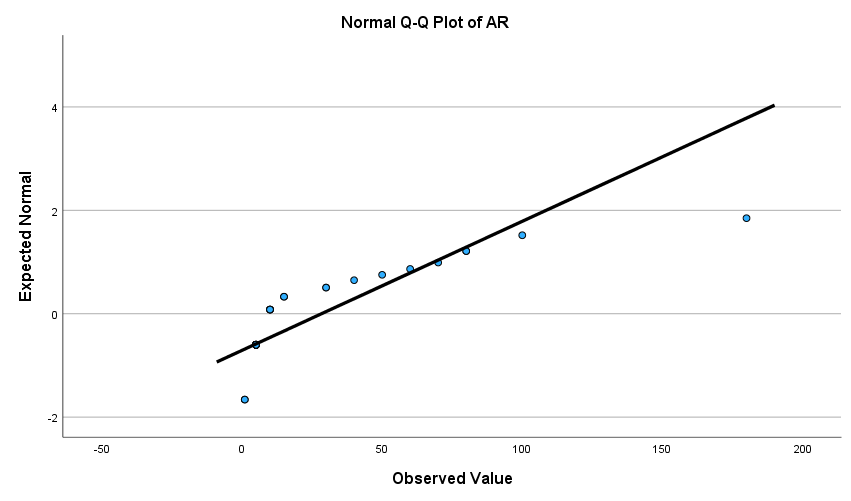 Normal Q-Q Plot of AR
Expected Normal
4
2
0
-2
-50 0 50 100 150 200
Observed Value